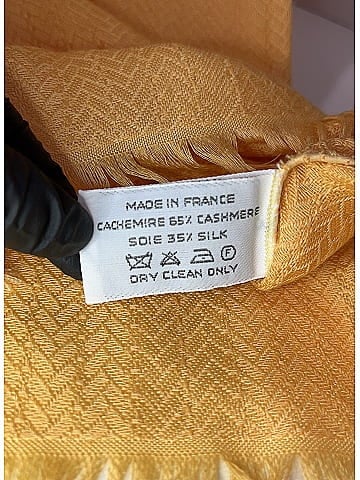 MADE IN FRANCE
CACHEMIRE 65% CASHMERE
SOIE 35% SILK
F
DRY CLEAN ONLY